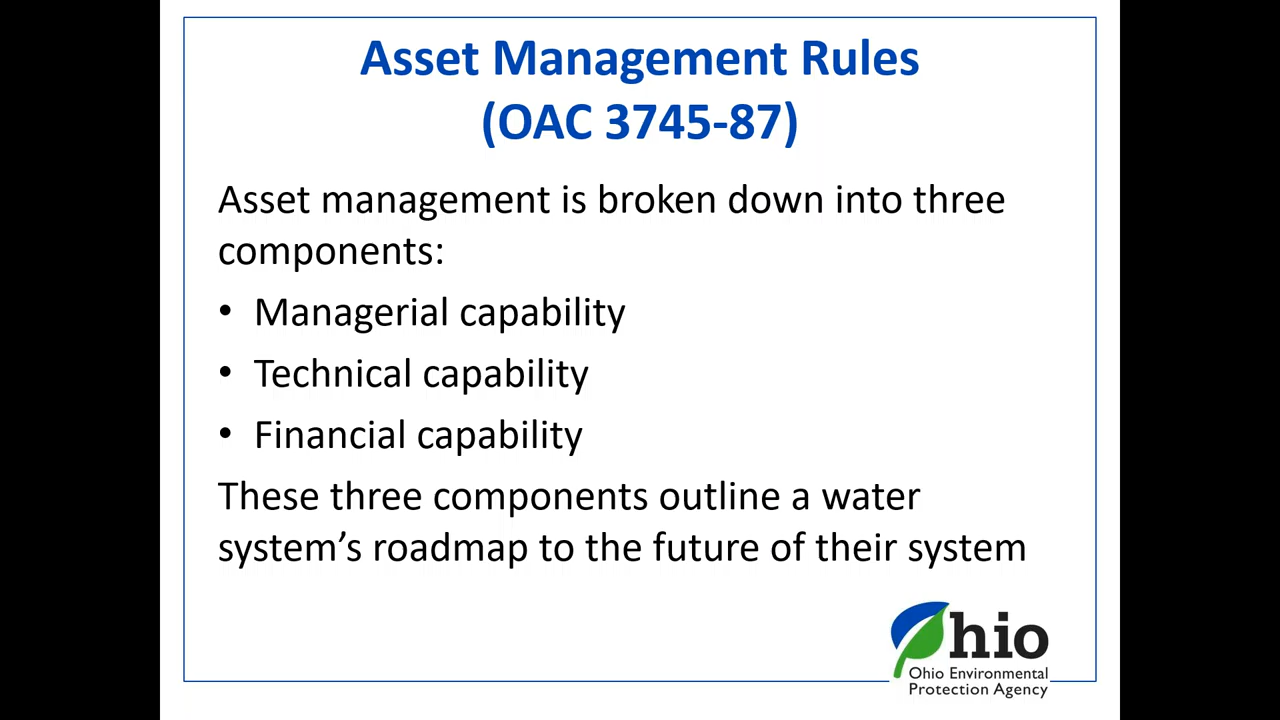 Asset Management Rules
(OAC 3745-87)
Asset management is broken down into three
components:
• Managerial capability
• Technical capability
• Financial capability
These three components outline a water
system’s roadmap to the future of their system
Ohio
Ohio Environmental
Protection Agency